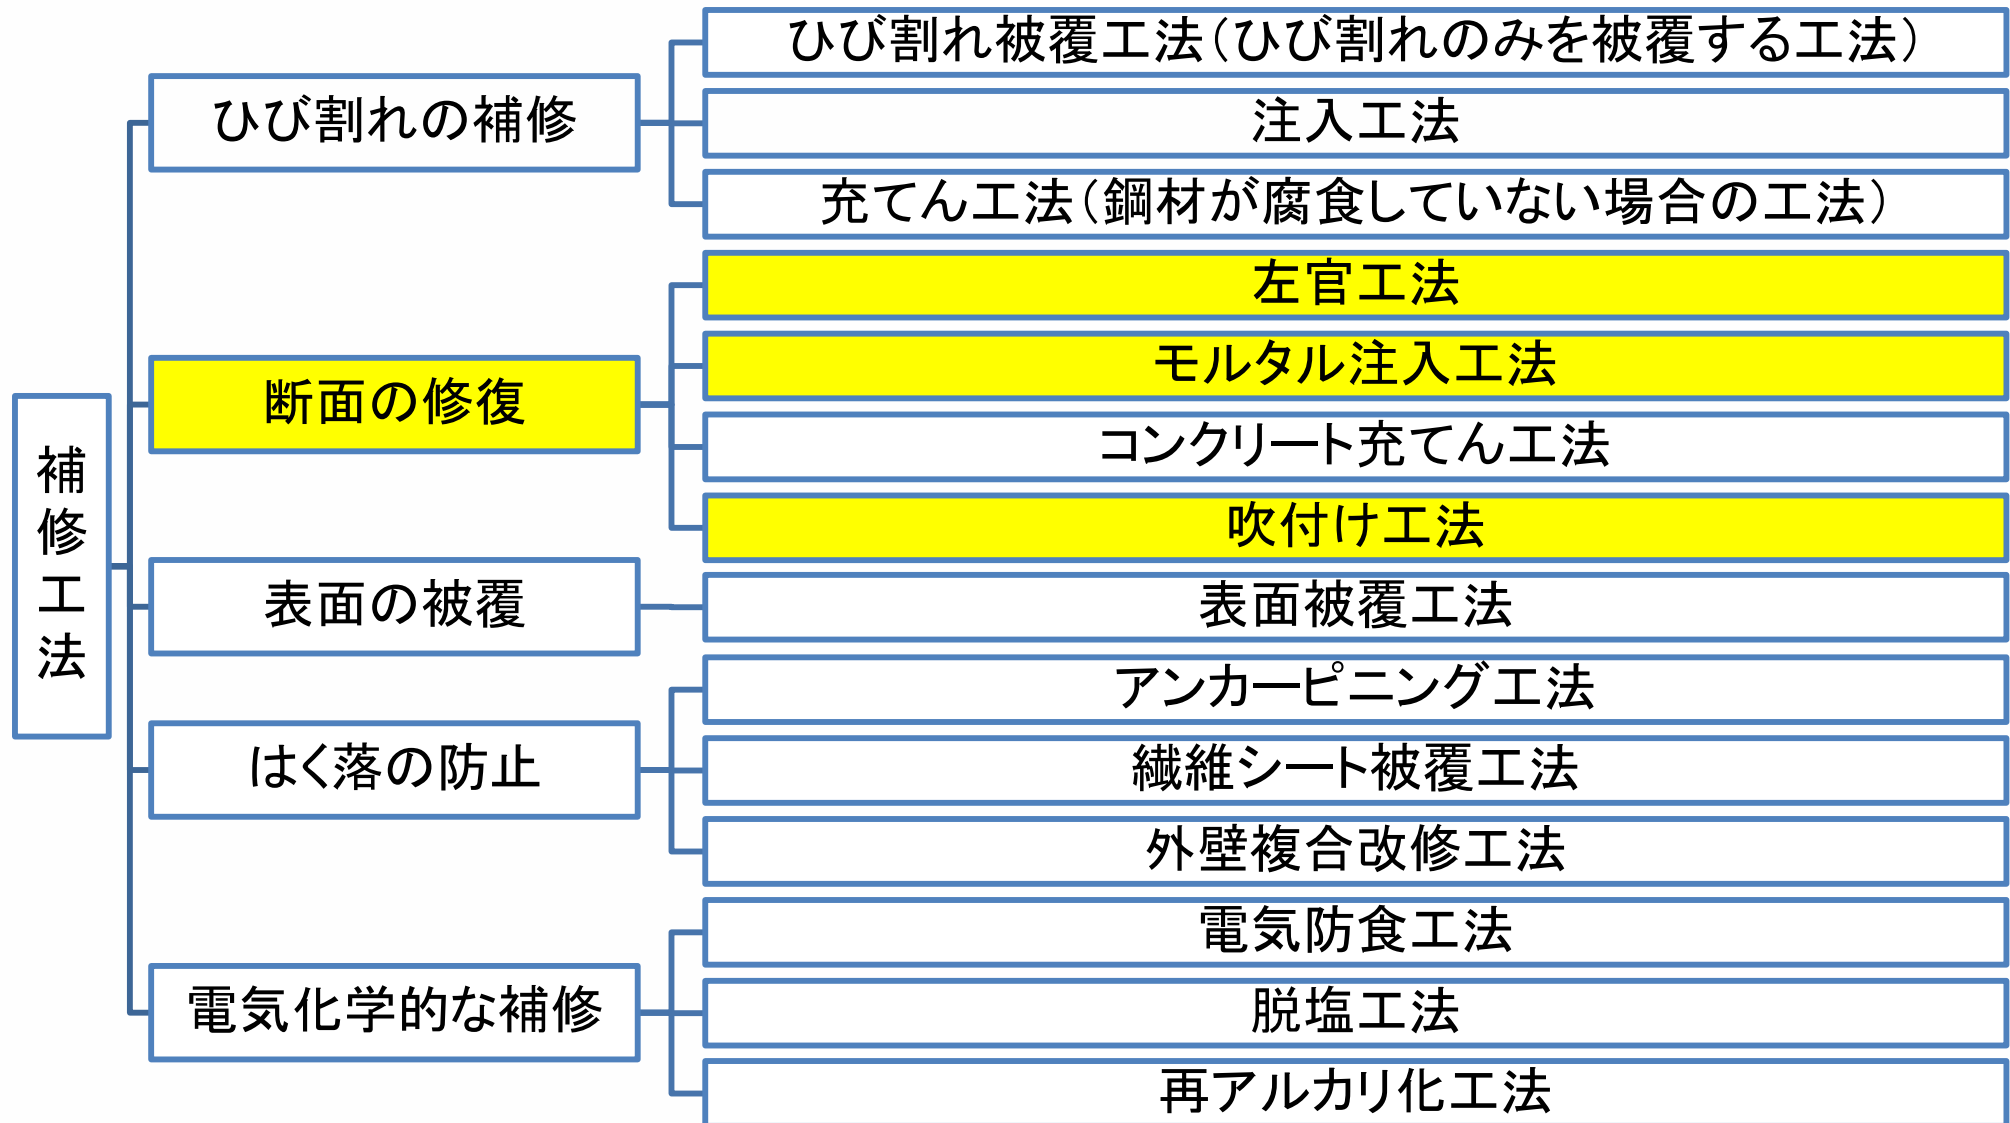 補修工法
ひび割れの補修
ひび割れ被覆工法（ひび割れのみを被覆する工法）
注入工法
充てん工法（鋼材が腐食していない場合の工法）
断面の修復
左官工法
モルタル注入工法
コンクリート充てん工法
吹付け工法
表面の被覆
表面被覆工法
はく落の防止
アンカーピニング工法
繊維シート被覆工法
外壁複合改修工法
電気化学的な補修
電気防食工法
脱塩工法
再アルカリ化工法